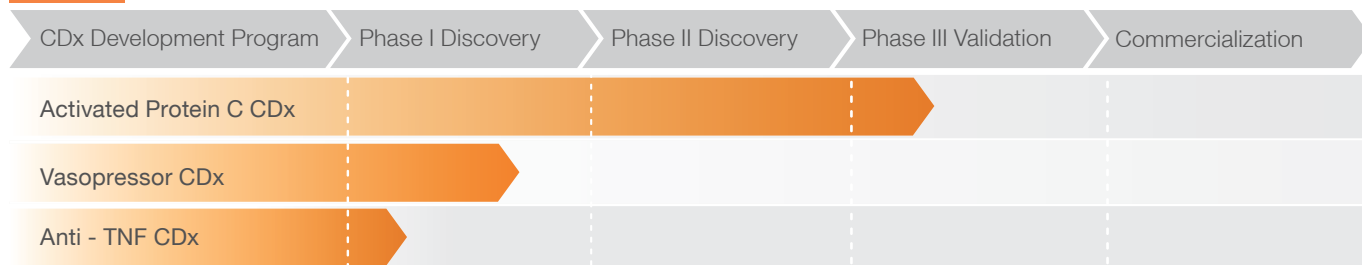 CDx Development Program Phase I Discovery Phase II Discovery Phase III Validation Commercialization
Activated Protein C CDx
Vasopressor CDx
Anti - TNF CDx